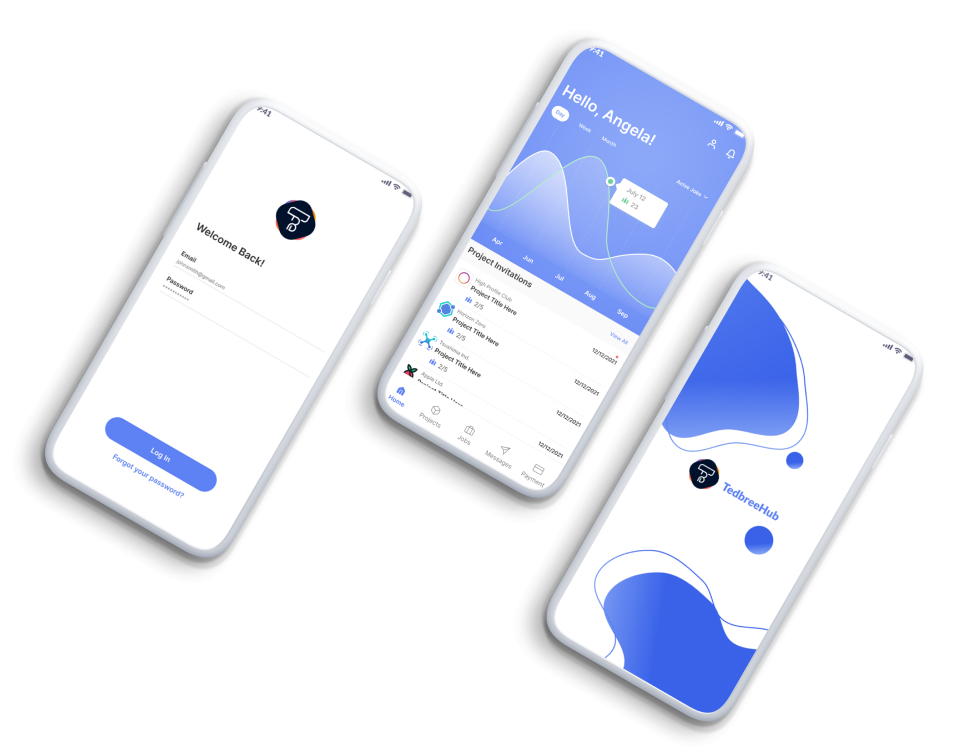 9:41
Welcome Back!
Email
johnsmith@gmail.com
Password
Log In
Forgot your password?
9:41
Hello, Angela!
Day
Week
Month
Active Jobs
July 12
23
Apr
Jun
Jul
Aug
Sep
Project Invitations
View All
High Profile Club
Project Title Here
2/5
12/12/2021
Horizon Zero
Project Title Here
2/5
12/12/2021
Project Title Here
2/5
12/12/2021
Apple Ltd
Project Title Here
12/12/2021
Home
Projects
Jobs
Messages
Payment
9:41
TedbreeHub